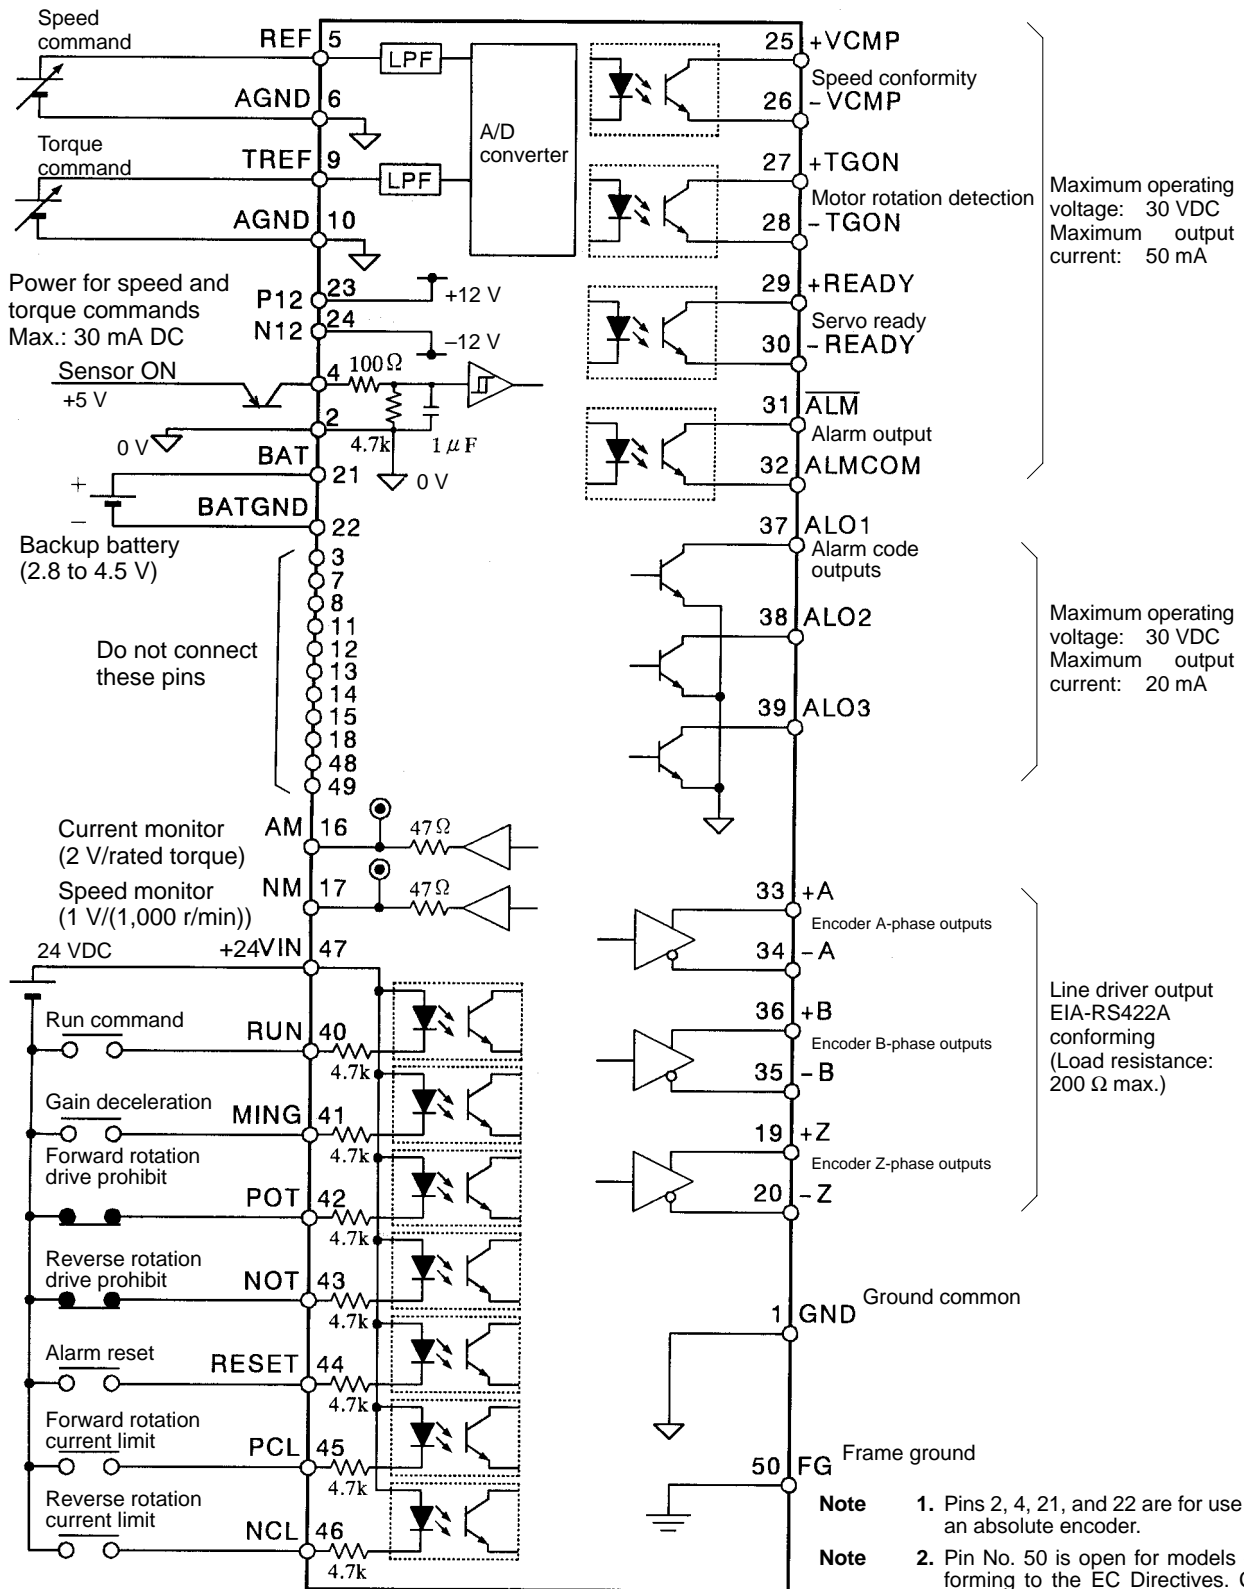 Speed
command
REF 5
LPF
AGND 6
Torque
command
TREF 9
LPF
A/D
converter
AGND 10
Power for speed and
torque commands
Max.: 30 mA DC
P12 23
+12 V
N12 24
–12 V
Sensor ON
+5 V
4 100 Ω
2
0 V
4.7k
1 μF
0 V
BAT
21
+
BATGND
–
22
Backup battery
(2.8 to 4.5 V)
3
7
8
11
12
13
14
15
18
48
49
Do not connect
these pins
AM 16
47 Ω
Current monitor
(2 V/rated torque)
NM 17
47 Ω
Speed monitor
(1 V/(1,000 r/min))
24 VDC
+24VIN 47
Run command
RUN 40
4.7k
Gain deceleration
MING 41
4.7k
Forward rotation
drive prohibit
POT 42
4.7k
Reverse rotation
drive prohibit
NOT 43
4.7k
Alarm reset
RESET 44
4.7k
Forward rotation
current limit
PCL 45
4.7k
Reverse rotation
current limit
NCL 46
4.7k
25 +VCMP
Speed conformity
26 -VCMP
27 +TGON
Motor rotation detection
28 -TGON
29 +READY
Servo ready
30 -READY
31 ALM
Alarm output
32 ALMCOM
Maximum operating
voltage: 30 VDC
Maximum output
current: 50 mA
37 ALO1
Alarm code
outputs
38 ALO2
39 ALO3
Maximum operating
voltage: 30 VDC
Maximum output
current: 20 mA
33 +A
Encoder A-phase outputs
34 -A
36 +B
Encoder B-phase outputs
35 -B
19 +Z
Encoder Z-phase outputs
20 -Z
Line driver output
EIA-RS422A
conforming
(Load resistance:
200 Ω max.)
1 GND Ground common
50 FG Frame ground
Note 1. Pins 2, 4, 21, and 22 are for use
an absolute encoder.
Note 2. Pin No. 50 is open for models
forming to the EC Directives.